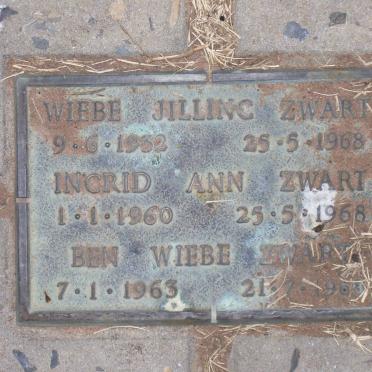 WIEBE JILLING ZWART
9·6·1932 25·5·1968
INGRID ANN ZWART
1·1·1960 25·5·1968
BEN WIEBE ZWART
7·1·1963